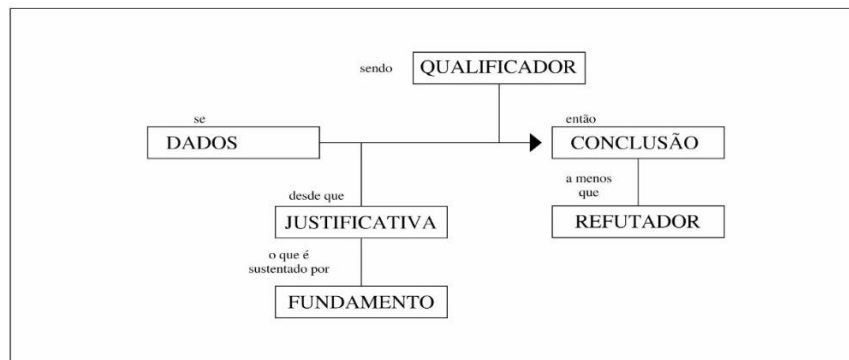 sendo
QUALIFICADOR
se
DADOS
então
CONCLUSÃO
desde que
a menos
que
JUSTIFICATIVA
REFUTADOR
o que é
sustentado por
FUNDAMENTO